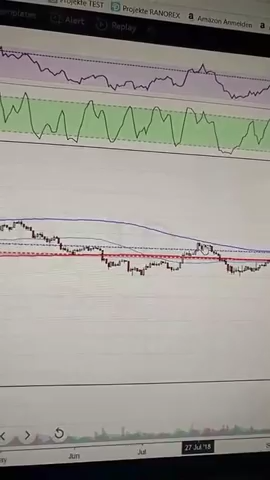 Projekte TEST
Projekte RANOREX
Amazon Anmelden
Alert
Replay
Jun
Jul
27 Jul '18